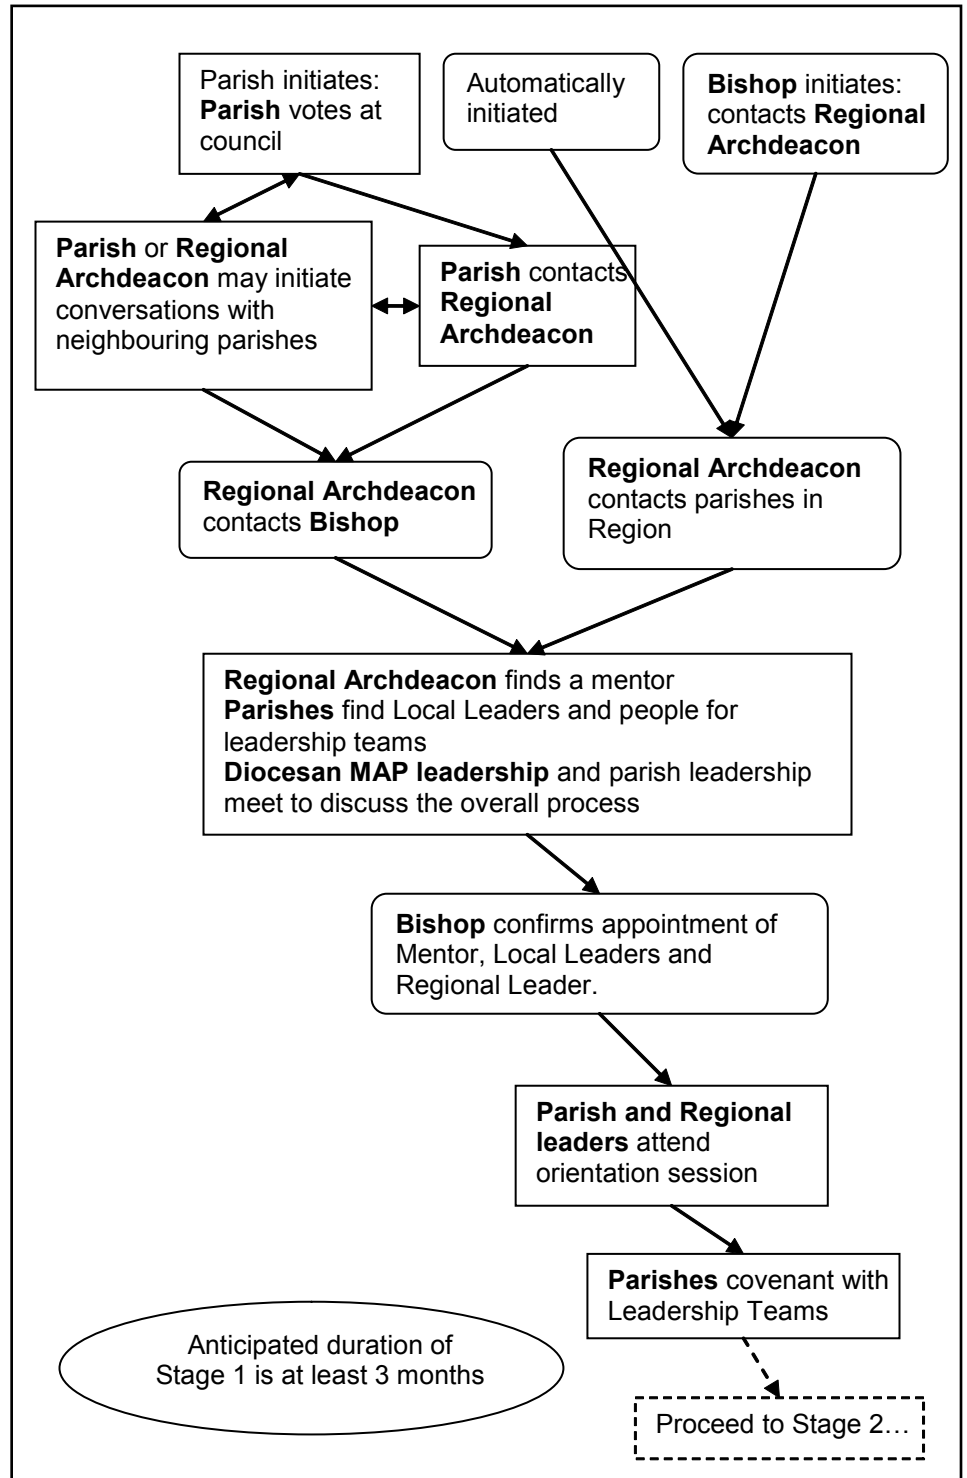 Parish initiates:
Parish votes at
council
Automatically
initiated
Bishop initiates:
contacts Regional
Archdeacon
Parish or Regional
Archdeacon may initiate
conversations with
neighbouring parishes
Parish contacts
Regional
Archdeacon
Regional Archdeacon
contacts Bishop
Regional Archdeacon
contacts parishes in
Region
Regional Archdeacon finds a mentor
Parishes find Local Leaders and people for
leadership teams
Diocesan MAP leadership and parish leadership
meet to discuss the overall process
Bishop confirms appointment of
Mentor, Local Leaders and
Regional Leader.
Parish and Regional
leaders attend
orientation session
Parishes covenant with
Leadership Teams
Anticipated duration of
Stage 1 is at least 3 months
Proceed to Stage 2…